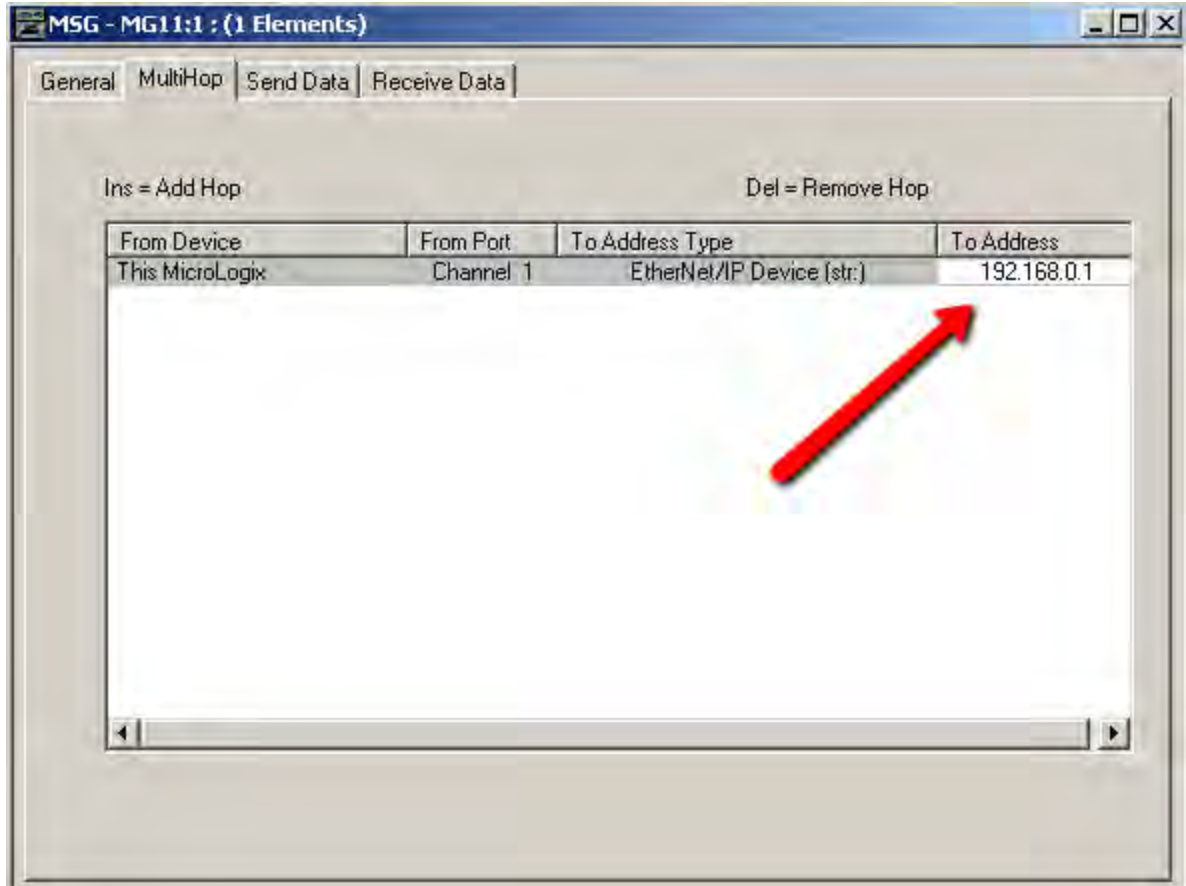 MSG - MG11:1 : (1 Elements)
General MultiHop Send Data Receive Data
Ins = Add Hop Del = Remove Hop
From Device From Port To Address Type To Address
This MicroLogix Channel 1 EtherNet/IP Device (str:) 192.168.0.1